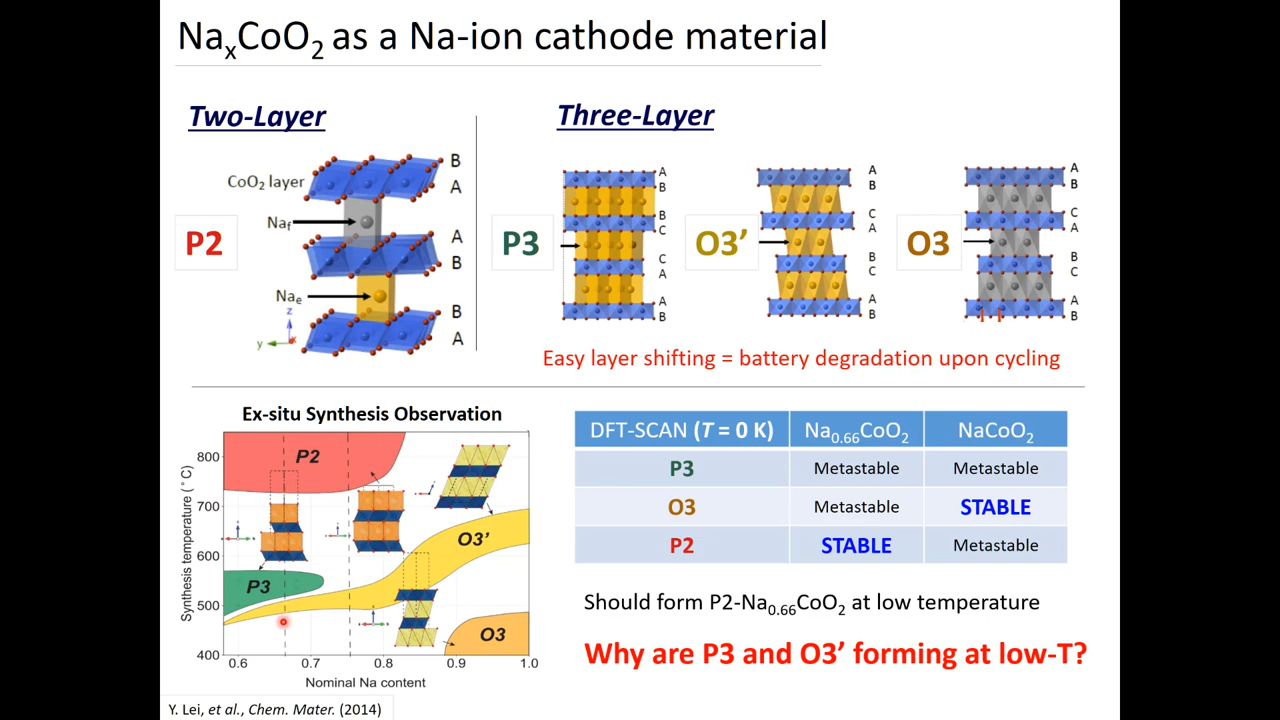 NaₓCoO₂ as a Na-ion cathode material
Two-Layer
Three-Layer
P2
CoO₂ layer
Naf
Nae
z
y
B
A
A
B
B
A
P3
A
B
B
C
C
A
A
B
O3’
A
B
C
A
B
C
A
B
O3
A
B
C
A
B
C
A
B
Easy layer shifting = battery degradation upon cycling
Ex-situ Synthesis Observation
Synthesis temperature (°C)
800
700
600
500
400
P2
P3
O3’
O3
0.6 0.7 0.8 0.9 1.0
Nominal Na content
DFT-SCAN (T = 0 K) Na₀.₆₆CoO₂ NaCoO₂
P3 Metastable Metastable
O3 Metastable STABLE
P2 STABLE Metastable
Should form P2-Na₀.₆₆CoO₂ at low temperature
Why are P3 and O3’ forming at low-T?
Y. Lei, et al., Chem. Mater. (2014)